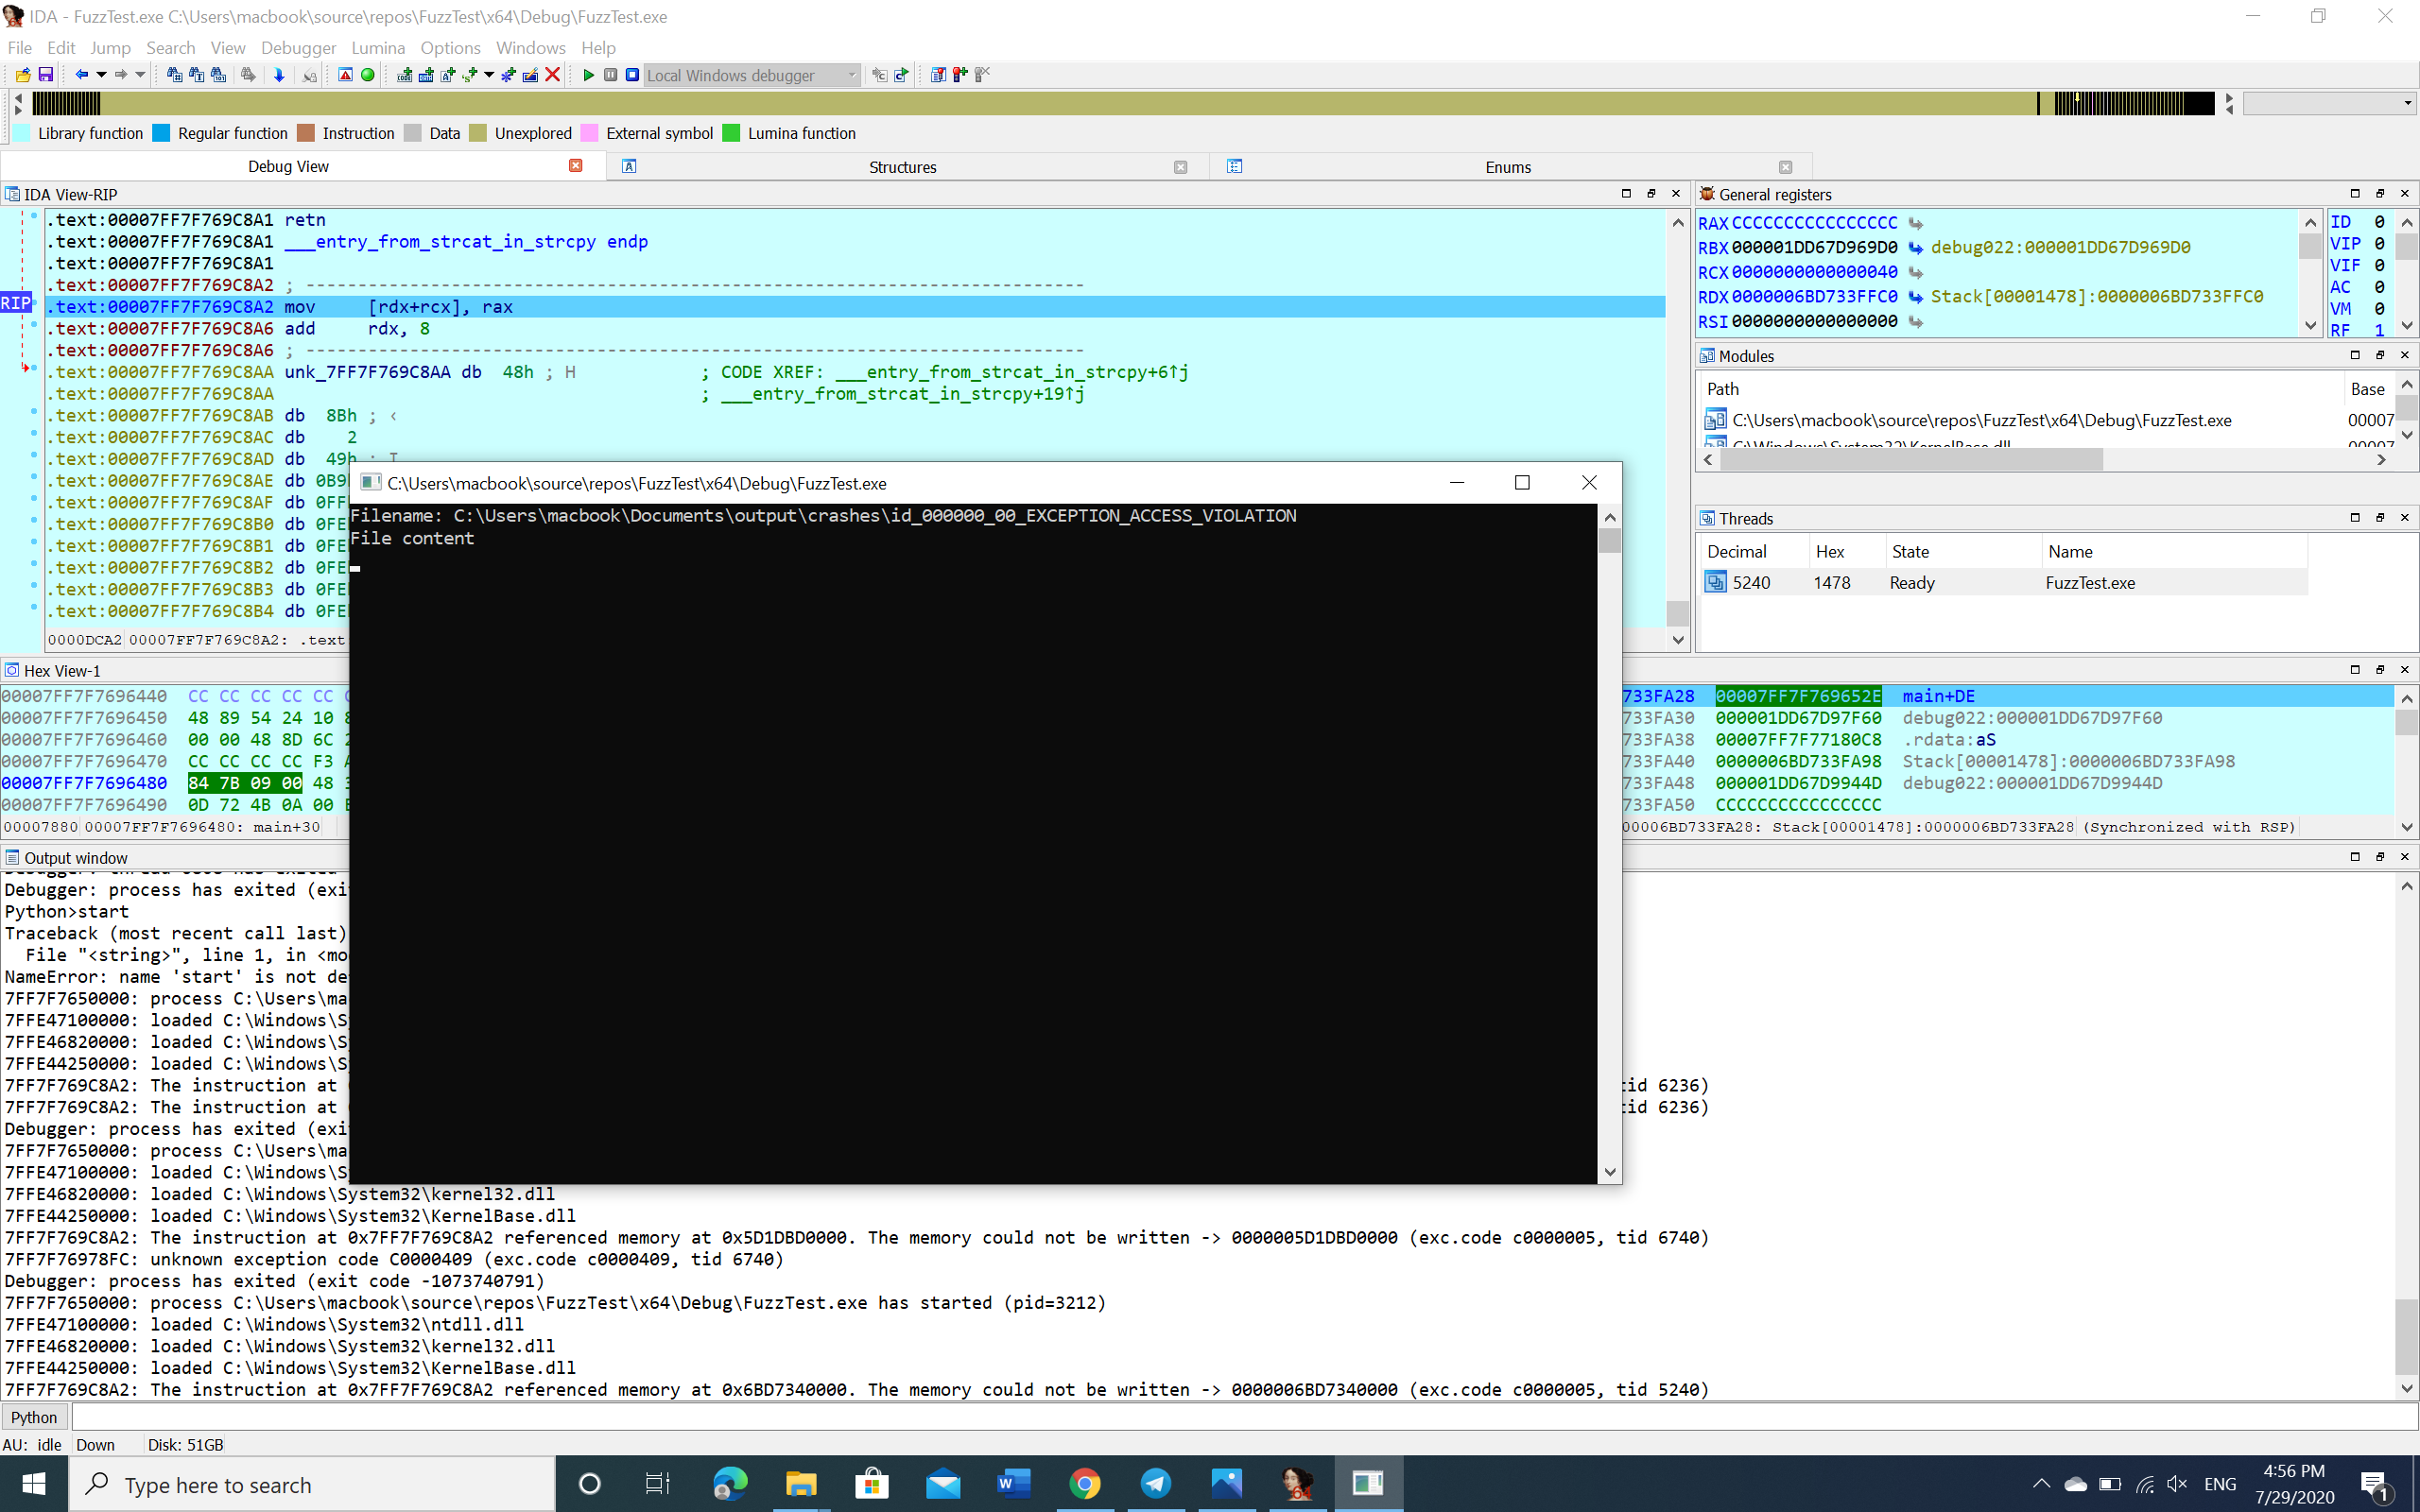 IDA - FuzzTest.exe C:\Users\macbook\source\repos\FuzzTest\x64\Debug\FuzzTest.exe
File Edit Jump Search View Debugger Lumina Options Windows Help
Local Windows debugger
Library function Regular function Instruction Data Unexplored External symbol Lumina function
Debug View Structures Enums
IDA View-RIP
.text:00007FF7F769C8A1 retn
.text:00007FF7F769C8A1 ___entry_from_strcat_in_strcpy endp
.text:00007FF7F769C8A1
.text:00007FF7F769C8A2 ; ---------------------------------------------------------------------------
RIP .text:00007FF7F769C8A2 mov [rdx+rcx], rax
.text:00007FF7F769C8A6 add rdx, 8
.text:00007FF7F769C8A6 ; ---------------------------------------------------------------------------
.text:00007FF7F769C8AA unk_7FF7F769C8AA db 48h ; H ; CODE XREF: ___entry_from_strcat_in_strcpy+6↑j
.text:00007FF7F769C8AA ; ___entry_from_strcat_in_strcpy+19↑j
.text:00007FF7F769C8AB db 8Bh ; ‹
.text:00007FF7F769C8AC db 2
.text:00007FF7F769C8AD db 49h ; I
.text:00007FF7F769C8AE db 0B9
.text:00007FF7F769C8AF db 0FF
.text:00007FF7F769C8B0 db 0FE
.text:00007FF7F769C8B1 db 0FE
.text:00007FF7F769C8B2 db 0FE
.text:00007FF7F769C8B3 db 0FE
.text:00007FF7F769C8B4 db 0FE
0000DCA2 00007FF7F769C8A2: .text
General registers
RAX CCCCCCCCCCCCCCCC
RBX 000001DD67D969D0 debug022:000001DD67D969D0
RCX 0000000000000040
RDX 0000006BD733FFC0 Stack[00001478]:0000006BD733FFC0
RSI 0000000000000000
ID 0
VIP 0
VIF 0
AC 0
VM 0
RF 1
Modules
Path Base
C:\Users\macbook\source\repos\FuzzTest\x64\Debug\FuzzTest.exe 00007
C:\Windows\System32\KernelBase.dll 00007
Threads
Decimal Hex State Name
5240 1478 Ready FuzzTest.exe
C:\Users\macbook\source\repos\FuzzTest\x64\Debug\FuzzTest.exe
Filename: C:\Users\macbook\Documents\output\crashes\id_000000_00_EXCEPTION_ACCESS_VIOLATION
File content
Hex View-1
00007FF7F7696440 CC CC CC CC CC
00007FF7F7696450 48 89 54 24 10
00007FF7F7696460 00 00 48 8D 6C
00007FF7F7696470 CC CC CC CC F3
00007FF7F7696480 84 7B 09 00 48
00007FF7F7696490 0D 72 4B 0A 00
00007880 00007FF7F7696480: main+30
733FA28 00007FF7F769652E main+DE
733FA30 000001DD67D97F60 debug022:000001DD67D97F60
733FA38 00007FF7F77180C8 .rdata:aS
733FA40 0000006BD733FA98 Stack[00001478]:0000006BD733FA98
733FA48 000001DD67D9944D debug022:000001DD67D9944D
733FA50 CCCCCCCCCCCCCCCC
00006BD733FA28: Stack[00001478]:0000006BD733FA28 (Synchronized with RSP)
Output window
Debugger: process has exited (exi
Python>start
Traceback (most recent call last)
File "<string>", line 1, in <mo
NameError: name 'start' is not de
7FF7F7650000: process C:\Users\ma
7FFE47100000: loaded C:\Windows\S
7FFE46820000: loaded C:\Windows\S
7FFE44250000: loaded C:\Windows\S
7FF7F769C8A2: The instruction at tid 6236)
7FF7F769C8A2: The instruction at tid 6236)
Debugger: process has exited (exi
7FF7F7650000: process C:\Users\ma
7FFE47100000: loaded C:\Windows\S
7FFE46820000: loaded C:\Windows\System32\kernel32.dll
7FFE44250000: loaded C:\Windows\System32\KernelBase.dll
7FF7F769C8A2: The instruction at 0x7FF7F769C8A2 referenced memory at 0x5D1DBD0000. The memory could not be written -> 0000005D1DBD0000 (exc.code c0000005, tid 6740)
7FF7F76978FC: unknown exception code C0000409 (exc.code c0000409, tid 6740)
Debugger: process has exited (exit code -1073740791)
7FF7F7650000: process C:\Users\macbook\source\repos\FuzzTest\x64\Debug\FuzzTest.exe has started (pid=3212)
7FFE47100000: loaded C:\Windows\System32\ntdll.dll
7FFE46820000: loaded C:\Windows\System32\kernel32.dll
7FFE44250000: loaded C:\Windows\System32\KernelBase.dll
7FF7F769C8A2: The instruction at 0x7FF7F769C8A2 referenced memory at 0x6BD7340000. The memory could not be written -> 0000006BD7340000 (exc.code c0000005, tid 5240)
Python
AU: idle Down Disk: 51GB
Type here to search
ENG
4:56 PM
7/29/2020
1